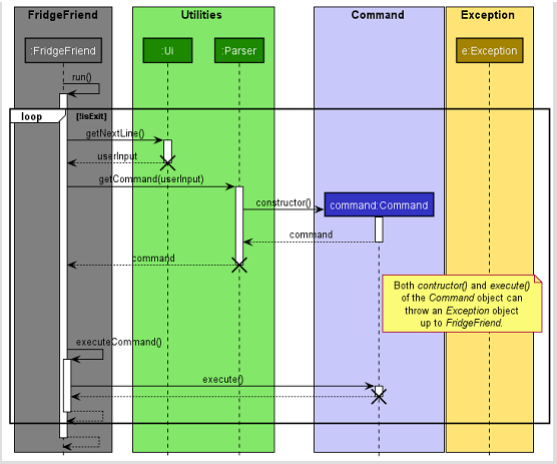 FridgeFriend
Utilities
Command
Exception
:FridgeFriend
:Ui
:Parser
e:Exception
run()
loop
[!isExit]
getNextLine()
userInput
getCommand(userInput)
constructor()
command:Command
command
command
Both contructor() and execute()
of the Command object can
throw an Exception object
up to FridgeFriend.
executeCommand()
execute()